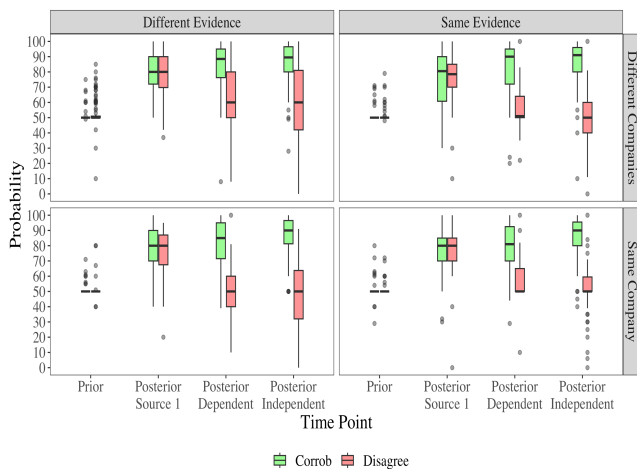 Different Evidence
Same Evidence
Probability
100
90
80
70
60
50
40
30
20
10
0
Different Companies
100
90
80
70
60
50
40
30
20
10
0
Same Company
Prior
Posterior
Source 1
Posterior
Dependent
Posterior
Independent
Prior
Posterior
Source 1
Posterior
Dependent
Posterior
Independent
Time Point
Corrob
Disagree